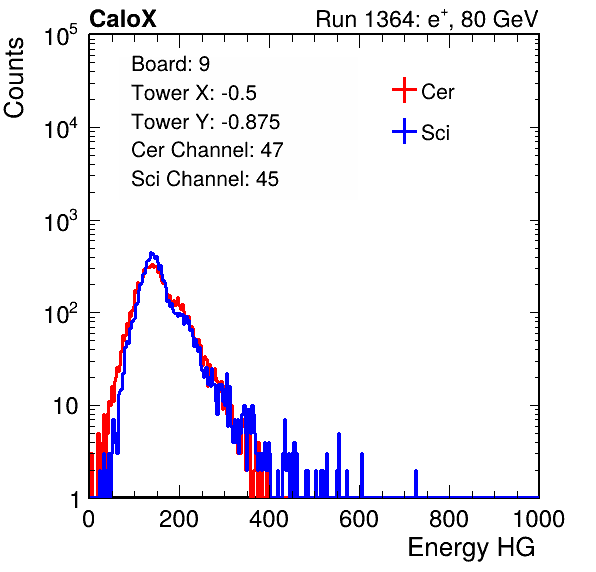 CaloX Run 1364: e⁺, 80 GeV
Counts
10⁵
10⁴
10³
10²
10
1
Board: 9
Tower X: -0.5
Tower Y: -0.875
Cer Channel: 47
Sci Channel: 45
Cer
Sci
0 200 400 600 800 1000
Energy HG